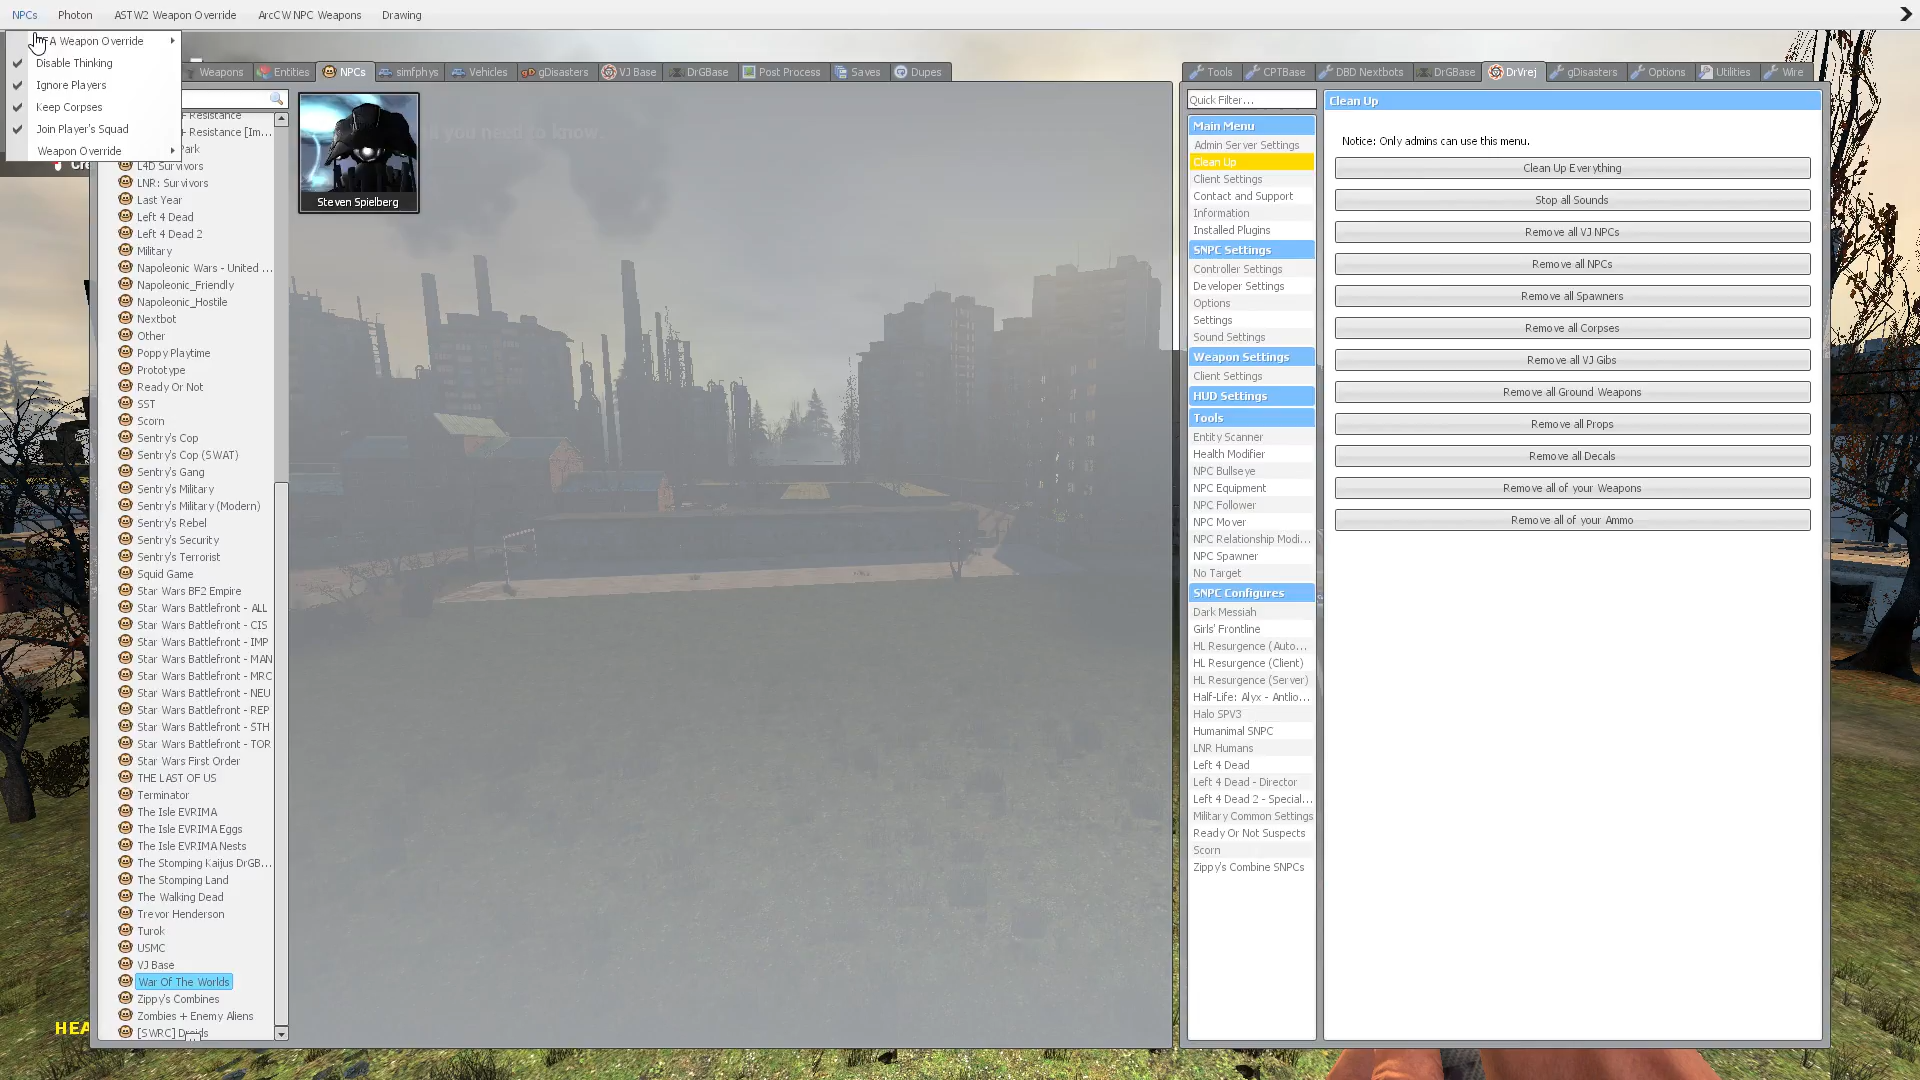 NPCs Photon ASTW2 Weapon Override ArcCW NPC Weapons Drawing
A Weapon Override
Disable Thinking
Ignore Players
Keep Corpses
Join Player's Squad
Weapon Override
Weapons Entities NPCs simfphys Vehicles gDisasters VJ Base DrGBase Post Process Saves Dupes
+ Resistance
+ Resistance [Im...
Park
L4D Survivors
LNR: Survivors
Last Year
Left 4 Dead
Left 4 Dead 2
Military
Napoleonic Wars - United ...
Napoleonic_Friendly
Napoleonic_Hostile
Nextbot
Other
Poppy Playtime
Prototype
Ready Or Not
SST
Scorn
Sentry's Cop
Sentry's Cop (SWAT)
Sentry's Gang
Sentry's Military
Sentry's Military (Modern)
Sentry's Rebel
Sentry's Security
Sentry's Terrorist
Squid Game
Star Wars BF2 Empire
Star Wars Battlefront - ALL
Star Wars Battlefront - CIS
Star Wars Battlefront - IMP
Star Wars Battlefront - MAN
Star Wars Battlefront - MRC
Star Wars Battlefront - NEU
Star Wars Battlefront - REP
Star Wars Battlefront - STH
Star Wars Battlefront - TOR
Star Wars First Order
THE LAST OF US
Terminator
The Isle EVRIMA
The Isle EVRIMA Eggs
The Isle EVRIMA Nests
The Stomping Kaijus DrGB...
The Stomping Land
The Walking Dead
Trevor Henderson
Turok
USMC
VJ Base
War Of The Worlds
Zippy's Combines
Zombies + Enemy Aliens
[SWRC] Droids
HEA
you need to know.
Steven Spielberg
Tools CPTBase DBD Nextbots DrGBase DrVrej gDisasters Options Utilities Wire
Quick Filter...
Main Menu
Admin Server Settings
Clean Up
Client Settings
Contact and Support
Information
Installed Plugins
SNPC Settings
Controller Settings
Developer Settings
Options
Settings
Sound Settings
Weapon Settings
Client Settings
HUD Settings
Tools
Entity Scanner
Health Modifier
NPC Bullseye
NPC Equipment
NPC Follower
NPC Mover
NPC Relationship Modi...
NPC Spawner
No Target
SNPC Configures
Dark Messiah
Girls' Frontline
HL Resurgence (Auto...
HL Resurgence (Client)
HL Resurgence (Server)
Half-Life: Alyx - Antlio...
Halo SPV3
Humanimal SNPC
LNR Humans
Left 4 Dead
Left 4 Dead - Director
Left 4 Dead 2 - Special...
Military Common Settings
Ready Or Not Suspects
Scorn
Zippy's Combine SNPCs
Clean Up
Notice: Only admins can use this menu.
Clean Up Everything
Stop all Sounds
Remove all VJ NPCs
Remove all NPCs
Remove all Spawners
Remove all Corpses
Remove all VJ Gibs
Remove all Ground Weapons
Remove all Props
Remove all Decals
Remove all of your Weapons
Remove all of your Ammo